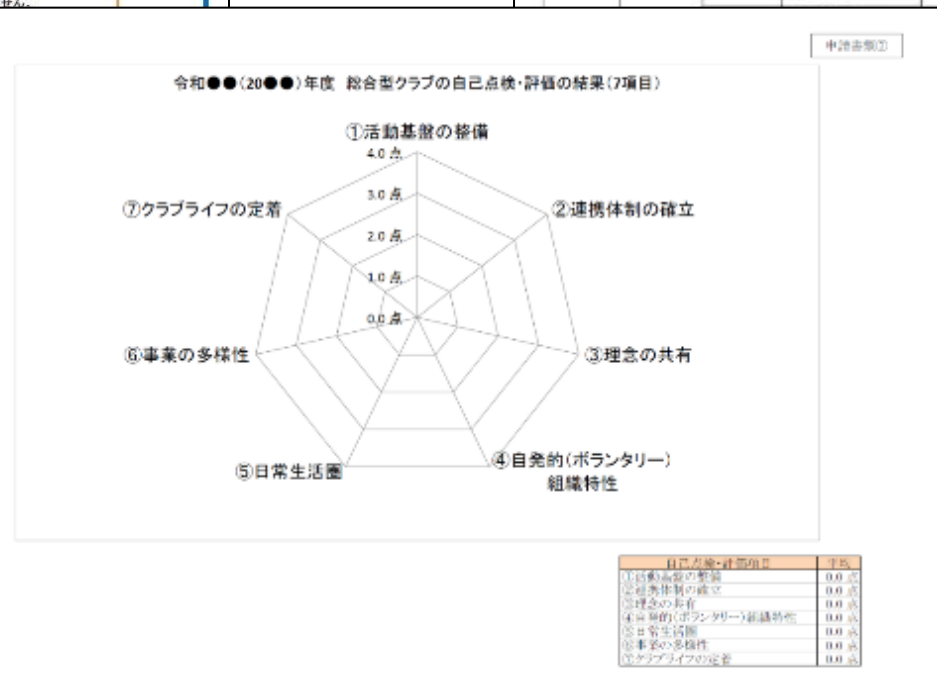 せん。
申請書類②
令和●●(20●●)年度 総合型クラブの自己点検・評価の結果(7項目)
①活動基盤の整備
4.0 点
⑦クラブライフの定着
3.0 点
②連携体制の確立
2.0 点
1.0 点
0.0 点
⑥事業の多様性
③理念の共有
⑤日常生活圏
④自発的(ボランタリー)
組織特性
自己点検・評価項目 平均
①活動基盤の整備 0.0 点
②連携体制の確立 0.0 点
③理念の共有 0.0 点
④自発的(ボランタリー)組織特性 0.0 点
⑤日常生活圏 0.0 点
⑥事業の多様性 0.0 点
⑦クラブライフの定着 0.0 点